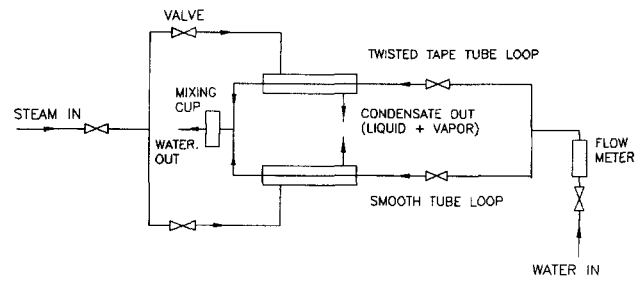 VALVE
TWISTED TAPE TUBE LOOP
MIXING
CUP
STEAM IN
CONDENSATE OUT
(LIQUID + VAPOR)
WATER.
OUT
FLOW
METER
SMOOTH TUBE LOOP
WATER IN